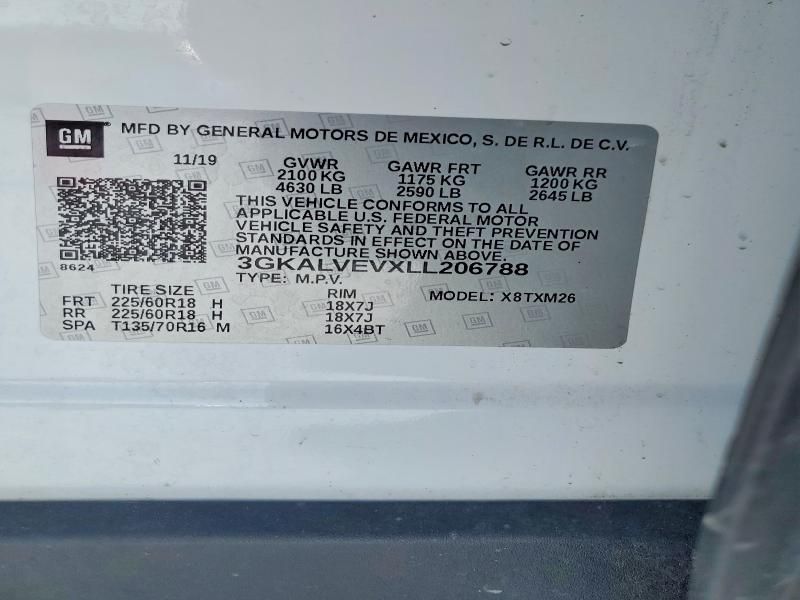 GM MFD BY GENERAL MOTORS DE MEXICO, S. DE R.L. DE C.V.
11/19 GVWR GAWR FRT GAWR RR
2100 KG 1175 KG 1200 KG
4630 LB 2590 LB 2645 LB
THIS VEHICLE CONFORMS TO ALL
APPLICABLE U.S. FEDERAL MOTOR
VEHICLE SAFETY AND THEFT PREVENTION
STANDARDS IN EFFECT ON THE DATE OF
MANUFACTURE SHOWN ABOVE.
8624 3GKALVEVXLL206788
TYPE: M.P.V.
TIRE SIZE RIM MODEL: X8TXM26
FRT 225/60R18 H 18X7J
RR 225/60R18 H 18X7J
SPA T135/70R16 M 16X4BT